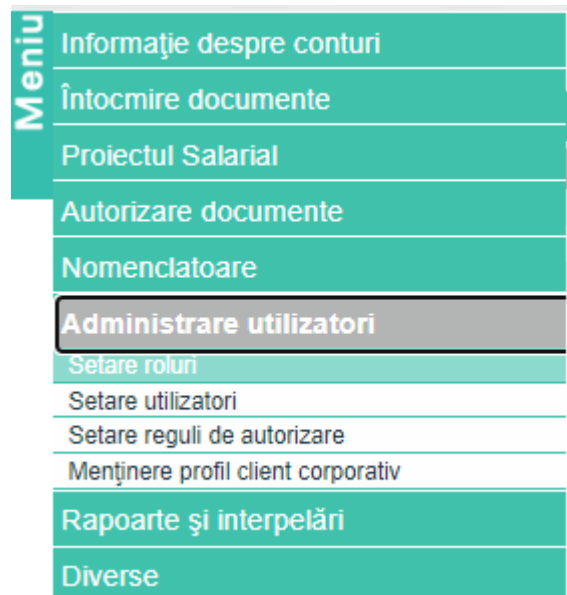 Meniu
Informaţie despre conturi
Întocmire documente
Proiectul Salarial
Autorizare documente
Nomenclatoare
Administrare utilizatori
Setare roluri
Setare utilizatori
Setare reguli de autorizare
Menţinere profil client corporativ
Rapoarte şi interpelări
Diverse